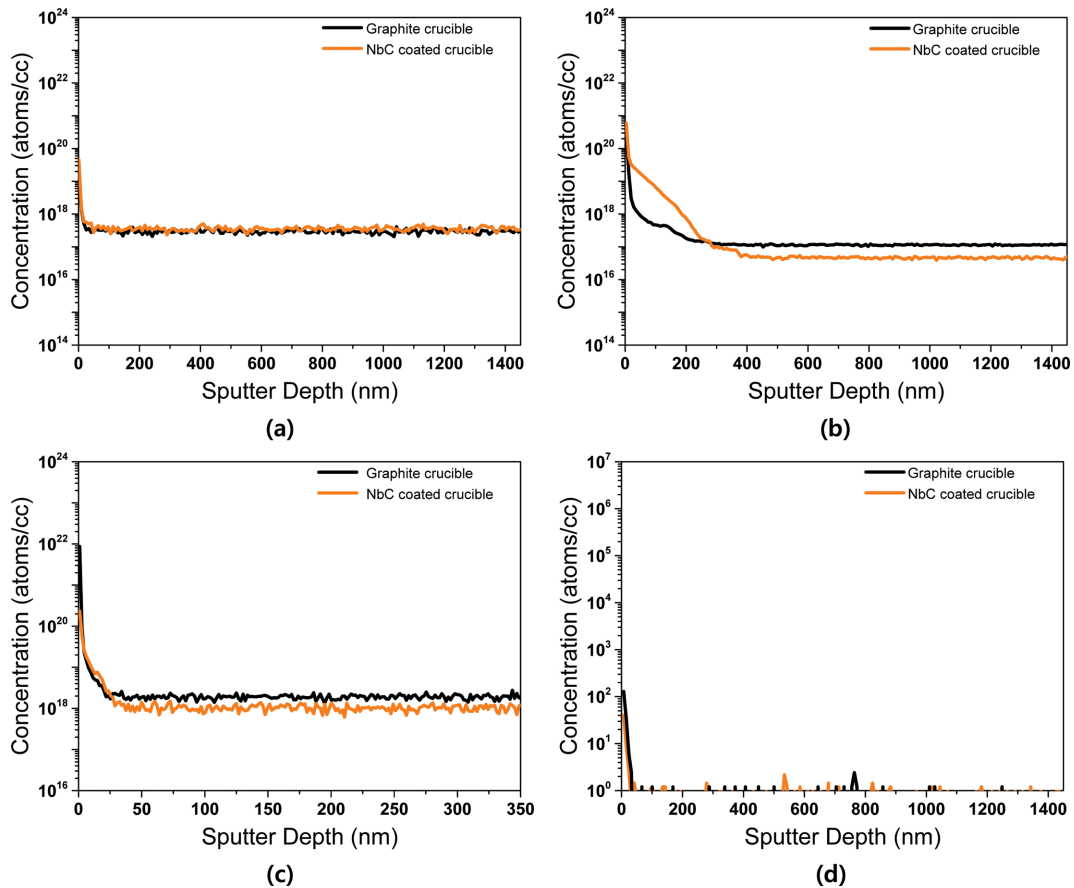 Graphite crucible
NbC coated crucible
Concentration (atoms/cc)
10^24
10^22
10^20
10^18
10^16
10^14
0 200 400 600 800 1000 1200 1400
Sputter Depth (nm)
(a)
Graphite crucible
NbC coated crucible
Concentration (atoms/cc)
10^24
10^22
10^20
10^18
10^16
10^14
0 200 400 600 800 1000 1200 1400
Sputter Depth (nm)
(b)
Graphite crucible
NbC coated crucible
Concentration (atoms/cc)
10^24
10^22
10^20
10^18
10^16
0 50 100 150 200 250 300 350
Sputter Depth (nm)
(c)
Graphite crucible
NbC coated crucible
Concentration (atoms/cc)
10^7
10^6
10^5
10^4
10^3
10^2
10^1
10^0
0 200 400 600 800 1000 1200 1400
Sputter Depth (nm)
(d)